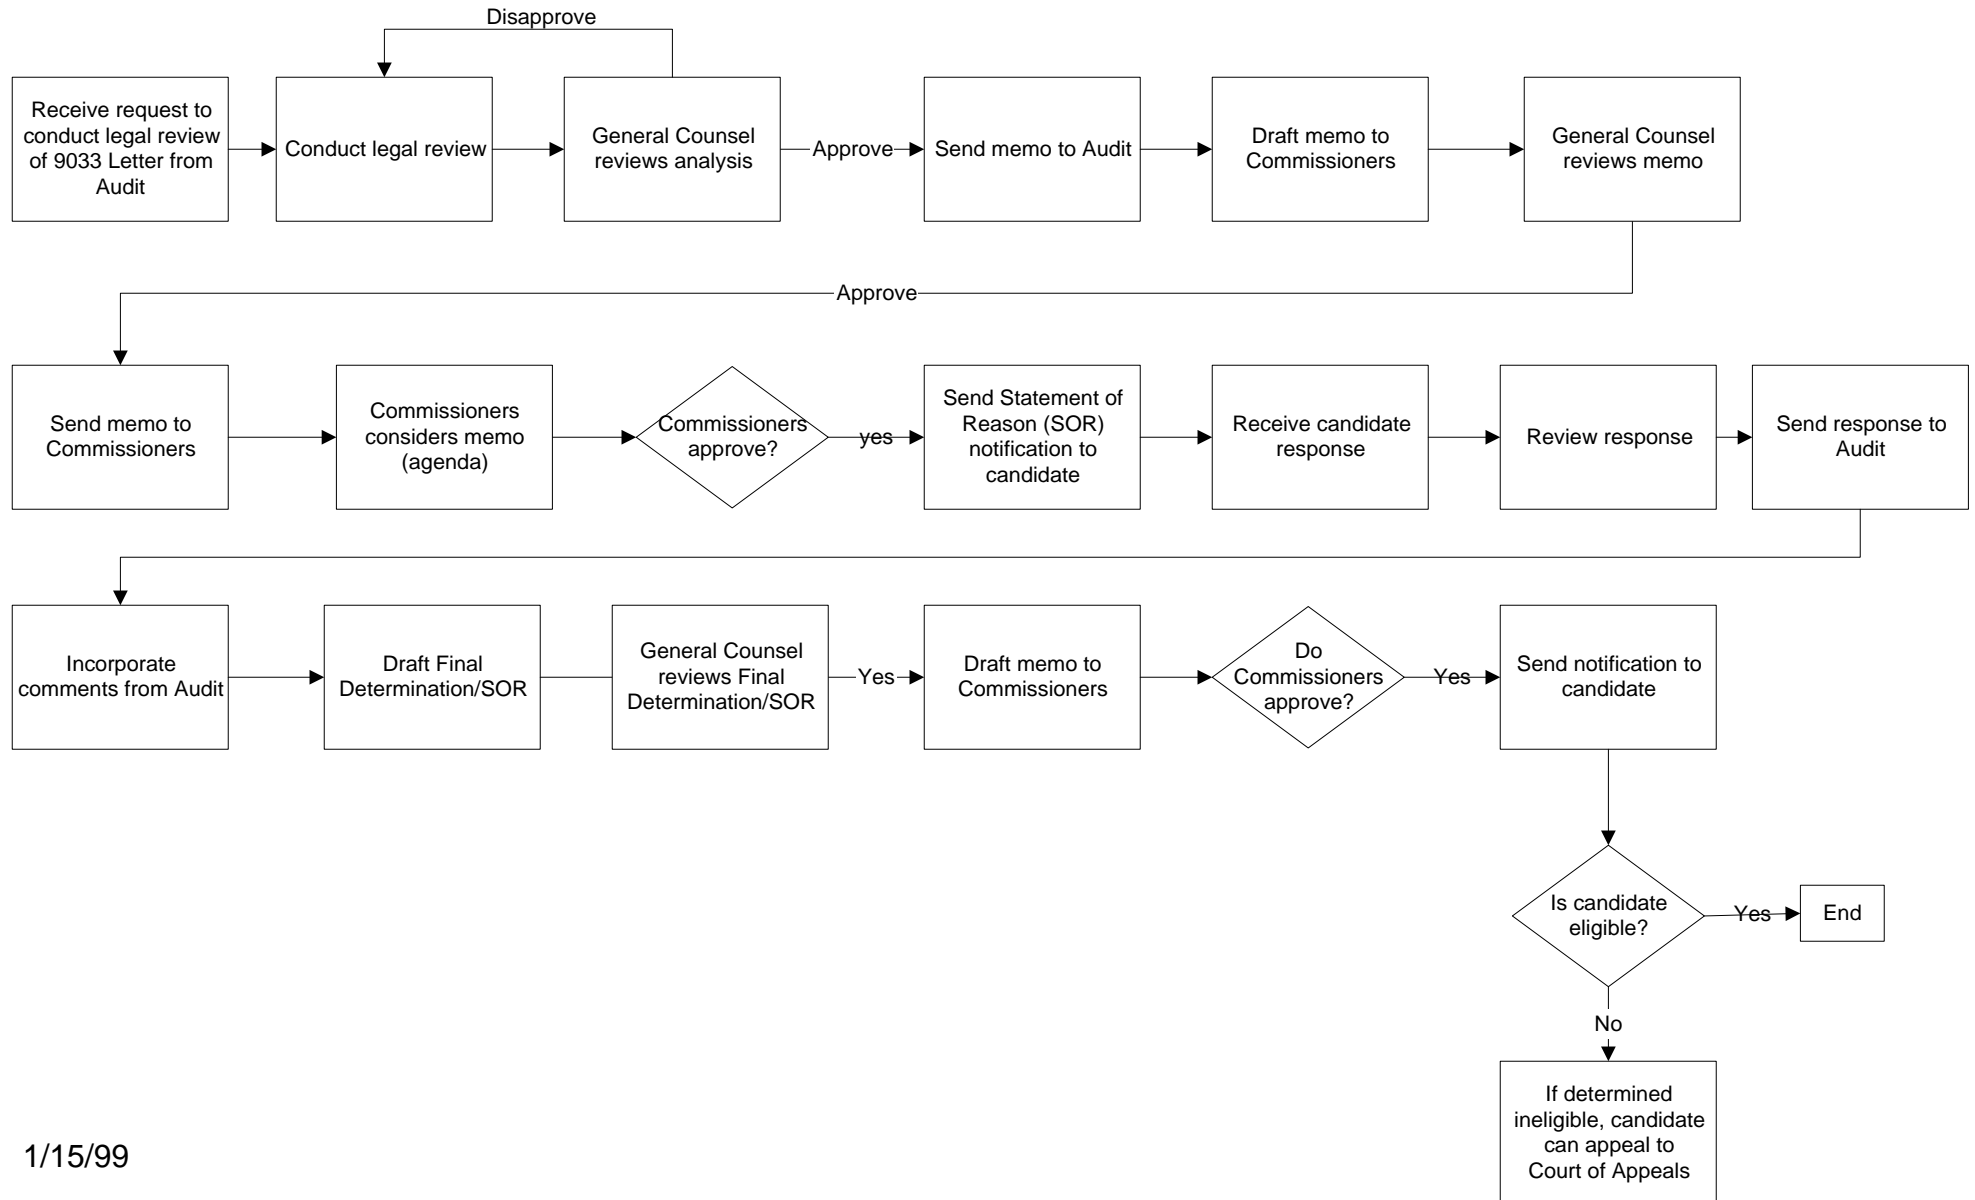 Disapprove
Receive request to
conduct legal review
of 9033 Letter from
Audit
Conduct legal review
General Counsel
reviews analysis
Approve
Send memo to Audit
Draft memo to
Commissioners
General Counsel
reviews memo
Approve
Send memo to
Commissioners
Commissioners
considers memo
(agenda)
Commissioners
approve?
yes
Send Statement of
Reason (SOR)
notification to
candidate
Receive candidate
response
Review response
Send response to
Audit
Incorporate
comments from Audit
Draft Final
Determination/SOR
General Counsel
reviews Final
Determination/SOR
Yes
Draft memo to
Commissioners
Do
Commissioners
approve?
Yes
Send notification to
candidate
Is candidate
eligible?
Yes
End
No
If determined
ineligible, candidate
can appeal to
Court of Appeals
1/15/99